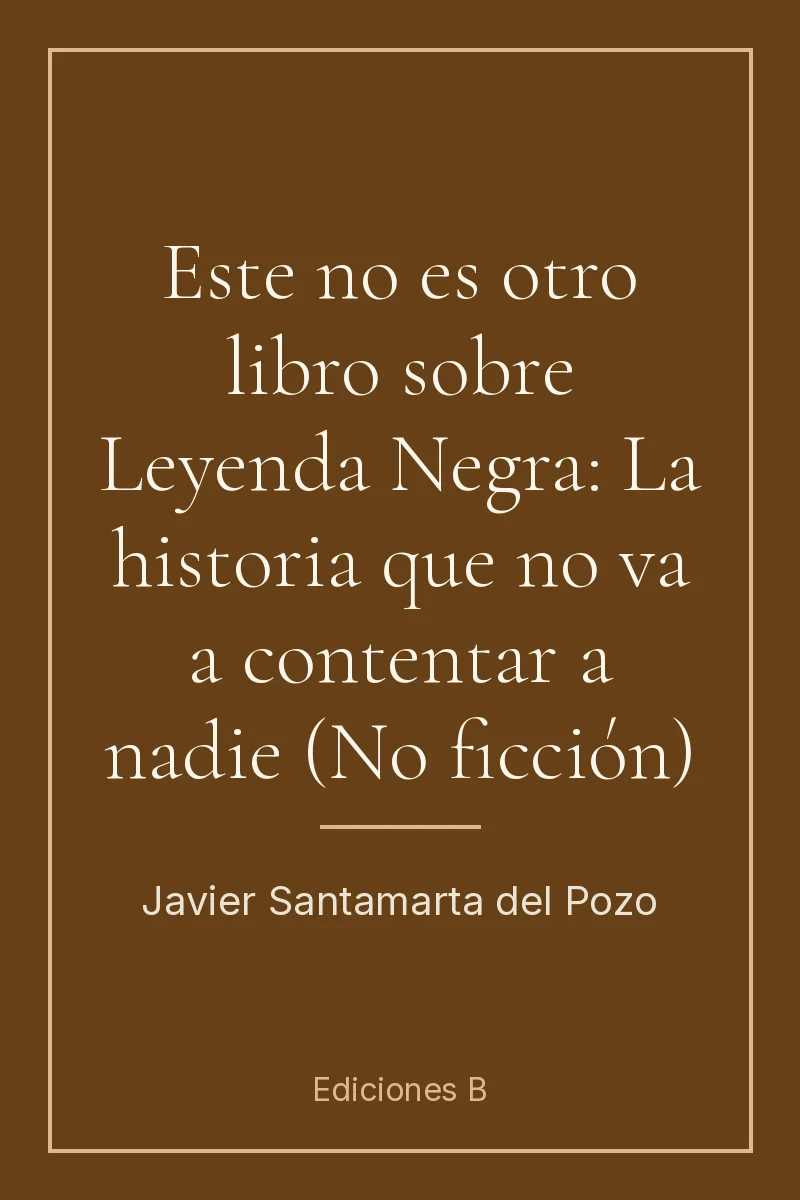 Este no es otro
libro sobre
Leyenda Negra: La
historia que no va
a contentar a
nadie (No ficción)
Javier Santamarta del Pozo
Ediciones B